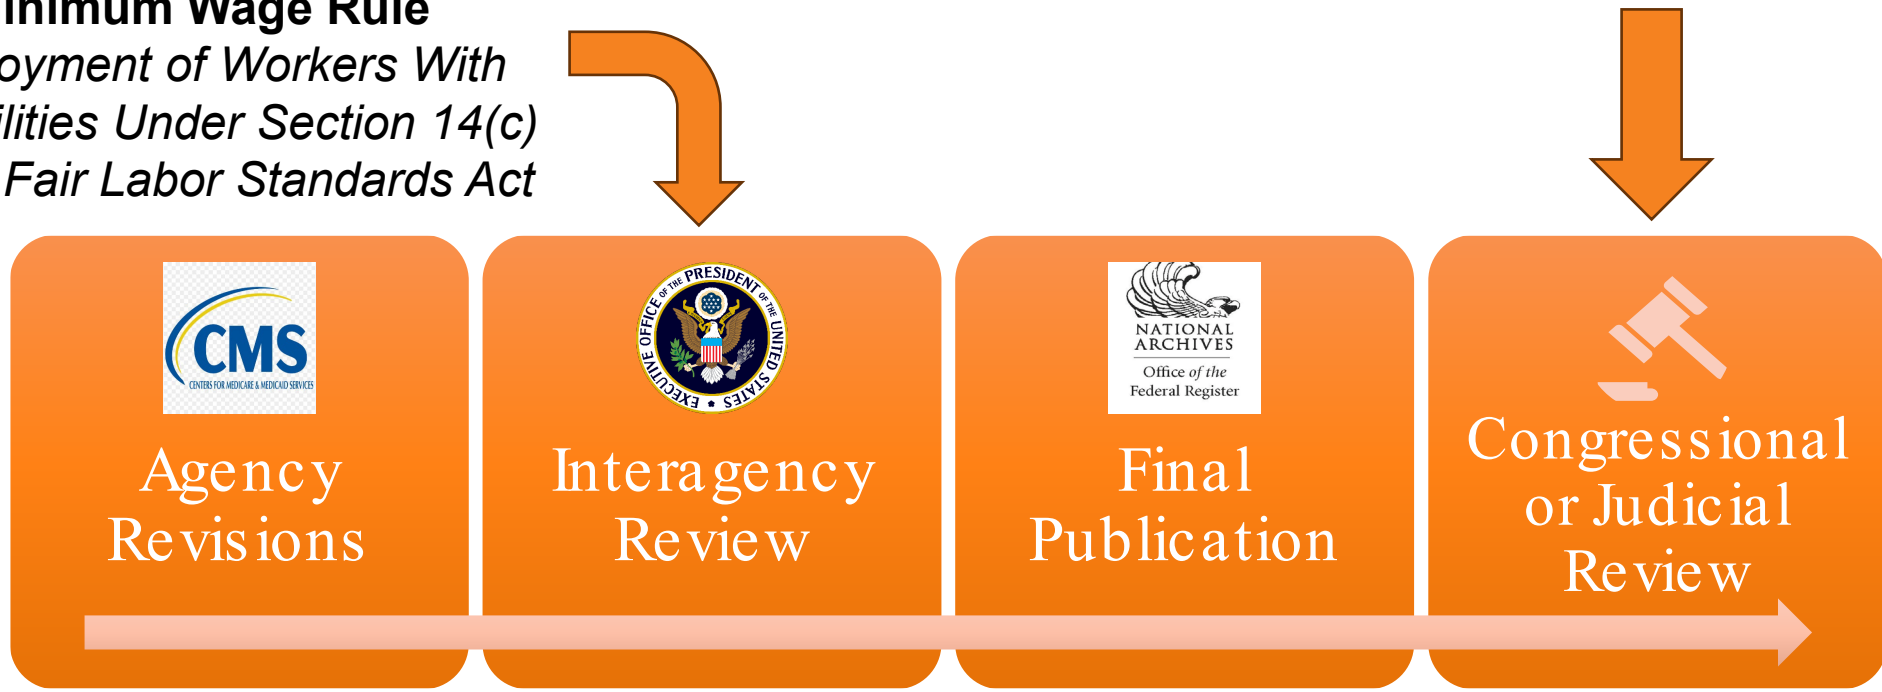 inimum Wage Rule
oyment of Workers With
ilities Under Section 14(c)
Fair Labor Standards Act
CMS
CENTERS FOR MEDICARE & MEDICAID SERVICES
Agency
Revisions
EXECUTIVE OFFICE OF THE PRESIDENT OF THE UNITED STATES
Interagency
Review
NATIONAL
ARCHIVES
Office of the
Federal Register
Final
Publication
Congressional
or Judicial
Review